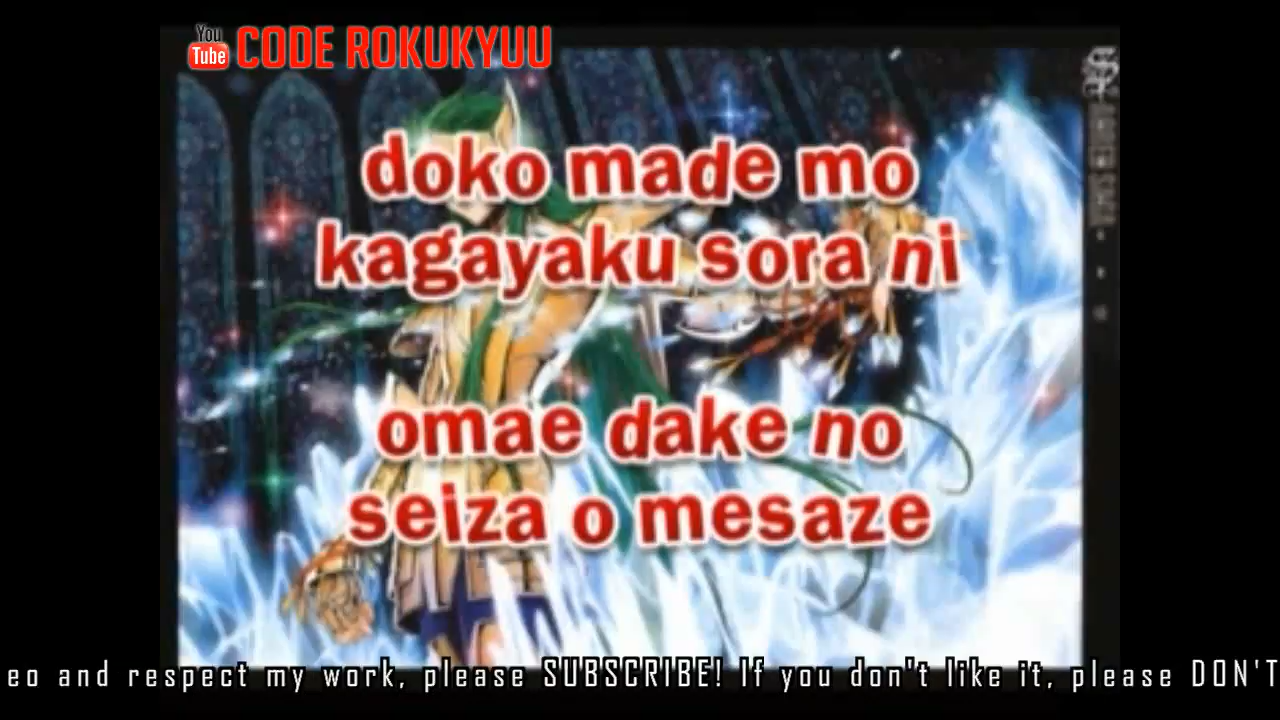 You
Tube CODE ROKUKYUU
doko made mo
kagayaku sora ni
omae dake no
seiza o mesaze
eo and respect my work, please SUBSCRIBE! If you don't like it, please DON'T